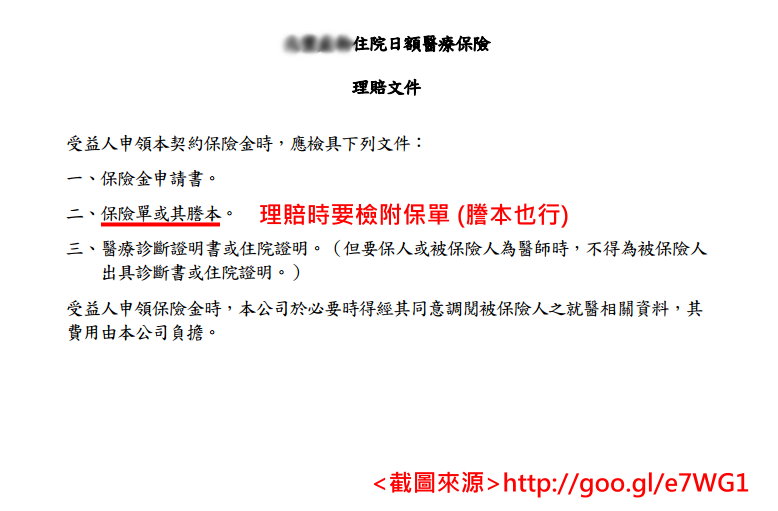 住院日額醫療保險
理賠文件
受益人申領本契約保險金時，應檢具下列文件：
一、保險金申請書。
二、保險單或其謄本。 理賠時要檢附保單 (謄本也行)
三、醫療診斷證明書或住院證明。（但要保人或被保險人為醫師時，不得為被保險人
出具診斷書或住院證明。）
受益人申領保險金時，本公司於必要時得經其同意調閱被保險人之就醫相關資料，其
費用由本公司負擔。
<截圖來源>http://goo.gl/e7WG1